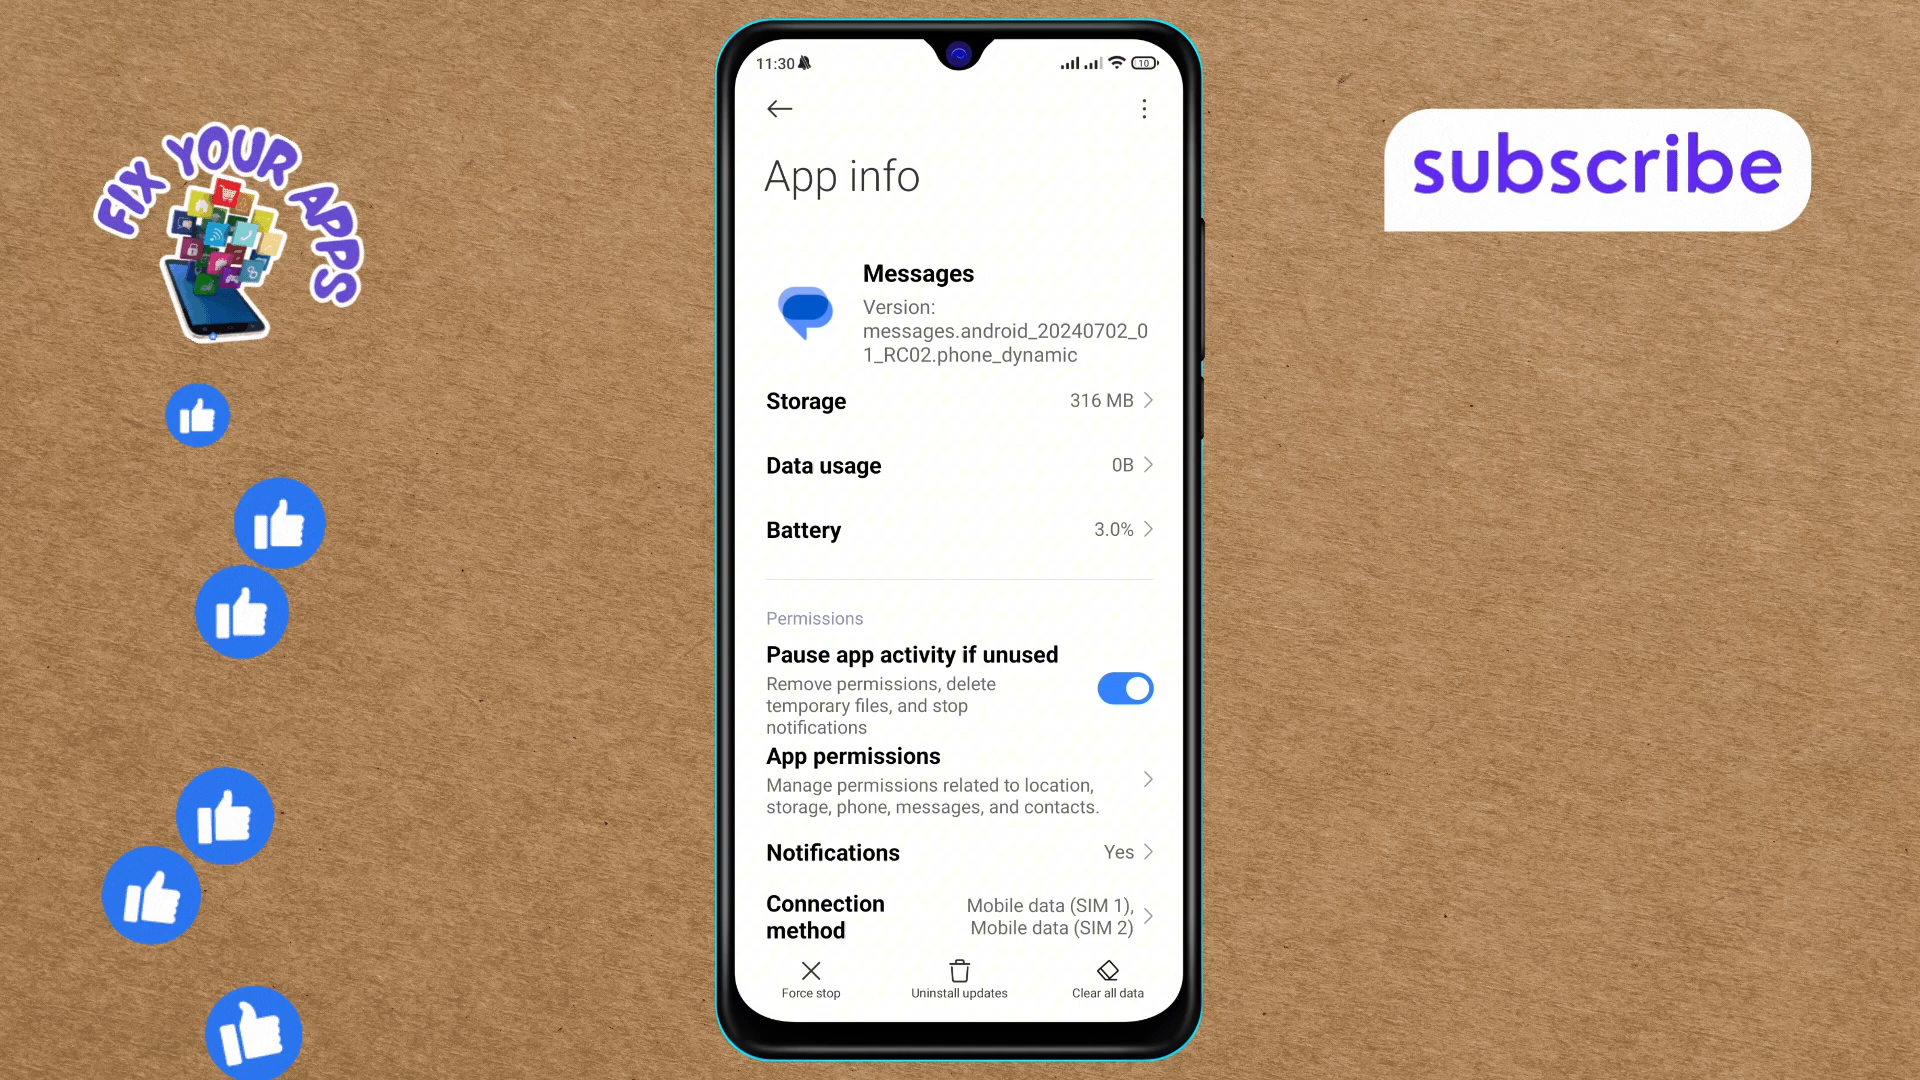 FIX YOUR APPS
subscribe
11:30
10
App info
Messages
Version:
messages.android_20240702_0
1_RC02.phone_dynamic
Storage 316 MB
Data usage 0B
Battery 3.0%
Permissions
Pause app activity if unused
Remove permissions, delete
temporary files, and stop
notifications
App permissions
Manage permissions related to location,
storage, phone, messages, and contacts.
Notifications Yes
Connection
method
Mobile data (SIM 1),
Mobile data (SIM 2)
Force stop
Uninstall updates
Clear all data